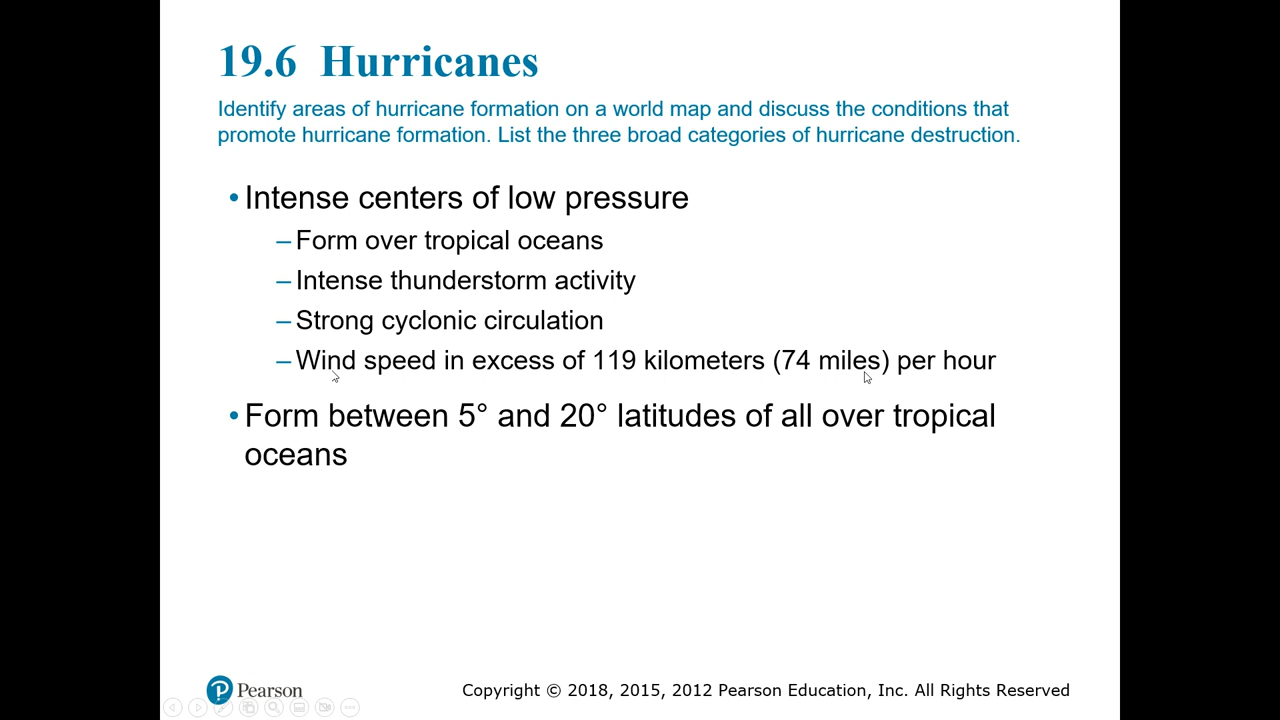 19.6 Hurricanes
Identify areas of hurricane formation on a world map and discuss the conditions that
promote hurricane formation. List the three broad categories of hurricane destruction.
• Intense centers of low pressure
– Form over tropical oceans
– Intense thunderstorm activity
– Strong cyclonic circulation
– Wind speed in excess of 119 kilometers (74 miles) per hour
• Form between 5° and 20° latitudes of all over tropical
oceans
Pearson
Copyright © 2018, 2015, 2012 Pearson Education, Inc. All Rights Reserved